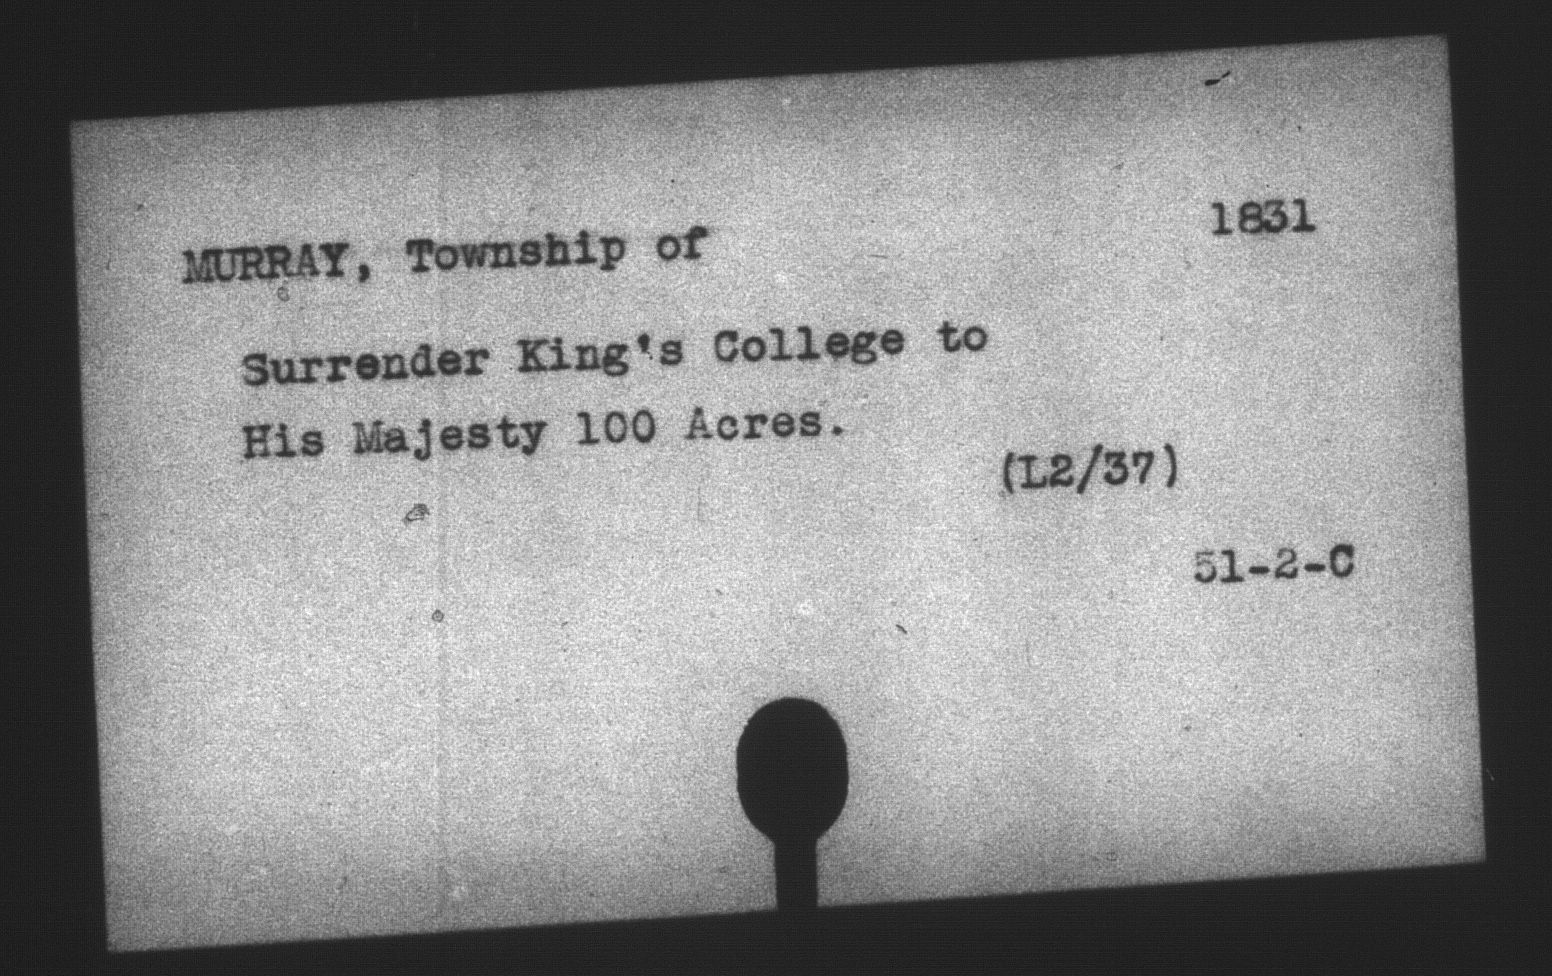 MURRAY, Township of 1831
Surrender King's College to
His Majesty 100 Acres.
(L2/37)
51-2-C